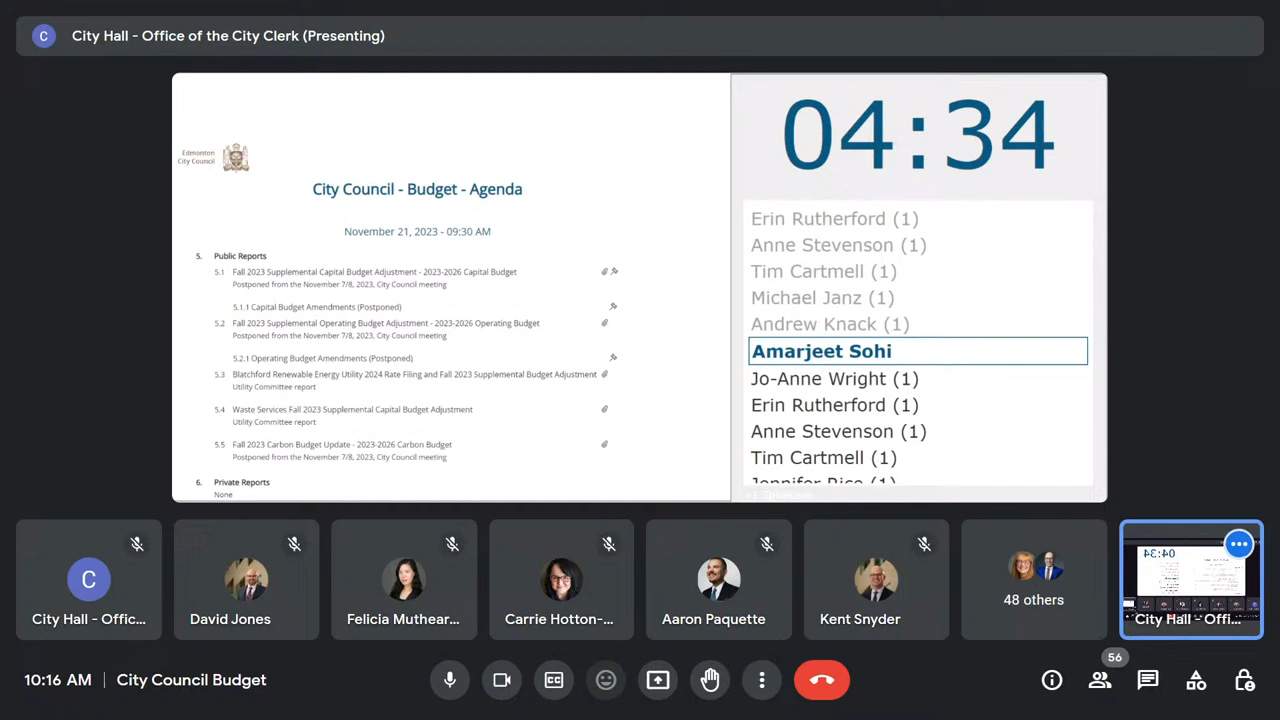 C
City Hall - Office of the City Clerk (Presenting)
Edmonton
City Council
City Council - Budget - Agenda
November 21, 2023 - 09:30 AM
5. Public Reports
5.1 Fall 2023 Supplemental Capital Budget Adjustment - 2023-2026 Capital Budget
Postponed from the November 7/8, 2023, City Council meeting
5.1.1 Capital Budget Amendments (Postponed)
5.2 Fall 2023 Supplemental Operating Budget Adjustment - 2023-2026 Operating Budget
Postponed from the November 7/8, 2023, City Council meeting
5.2.1 Operating Budget Amendments (Postponed)
5.3 Blatchford Renewable Energy Utility 2024 Rate Filing and Fall 2023 Supplemental Budget Adjustment
Utility Committee report
5.4 Waste Services Fall 2023 Supplemental Capital Budget Adjustment
Utility Committee report
5.5 Fall 2023 Carbon Budget Update - 2023-2026 Carbon Budget
Postponed from the November 7/8, 2023, City Council meeting
6. Private Reports
None
04:34
Erin Rutherford (1)
Anne Stevenson (1)
Tim Cartmell (1)
Michael Janz (1)
Andrew Knack (1)
Amarjeet Sohi
Jo-Anne Wright (1)
Erin Rutherford (1)
Anne Stevenson (1)
Tim Cartmell (1)
Jennifer Rice (1)
C
City Hall - Offic...
David Jones
Felicia Muthear...
Carrie Hotton-...
Aaron Paquette
Kent Snyder
48 others
04:34
City Hall - Offi...
10:16 AM | City Council Budget
56